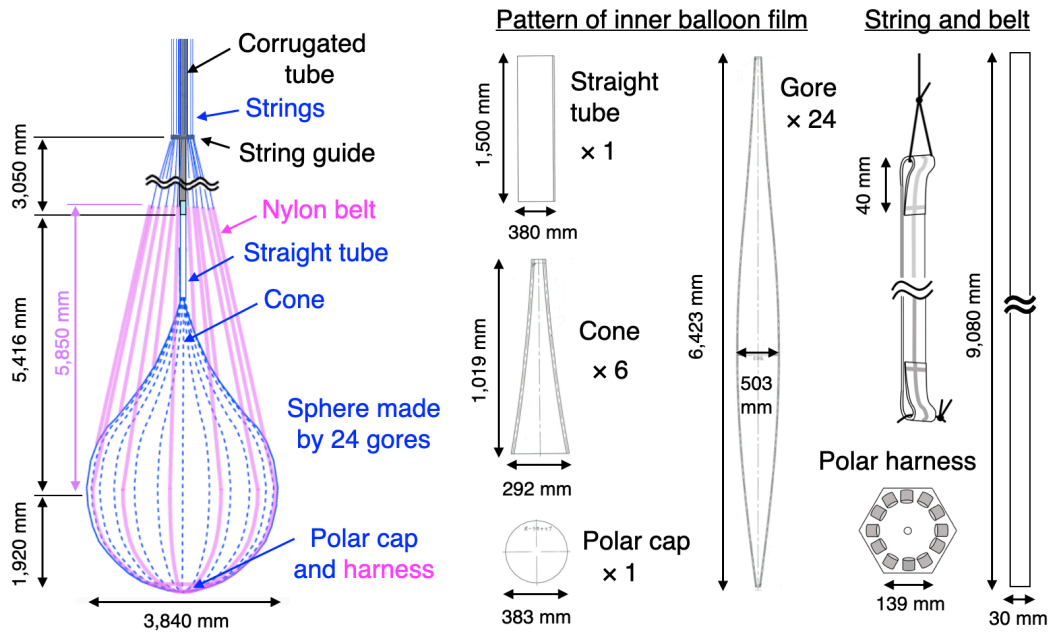 Corrugated
tube
Strings
String guide
3,050 mm
Nylon belt
Straight tube
Cone
5,850 mm
5,416 mm
Sphere made
by 24 gores
1,920 mm
Polar cap
and harness
3,840 mm
Pattern of inner balloon film
1,500 mm
Straight
tube
× 1
380 mm
1,019 mm
Cone
× 6
292 mm
Polar cap
× 1
383 mm
Gore
× 24
6,423 mm
503
mm
String and belt
40 mm
9,080 mm
30 mm
Polar harness
139 mm